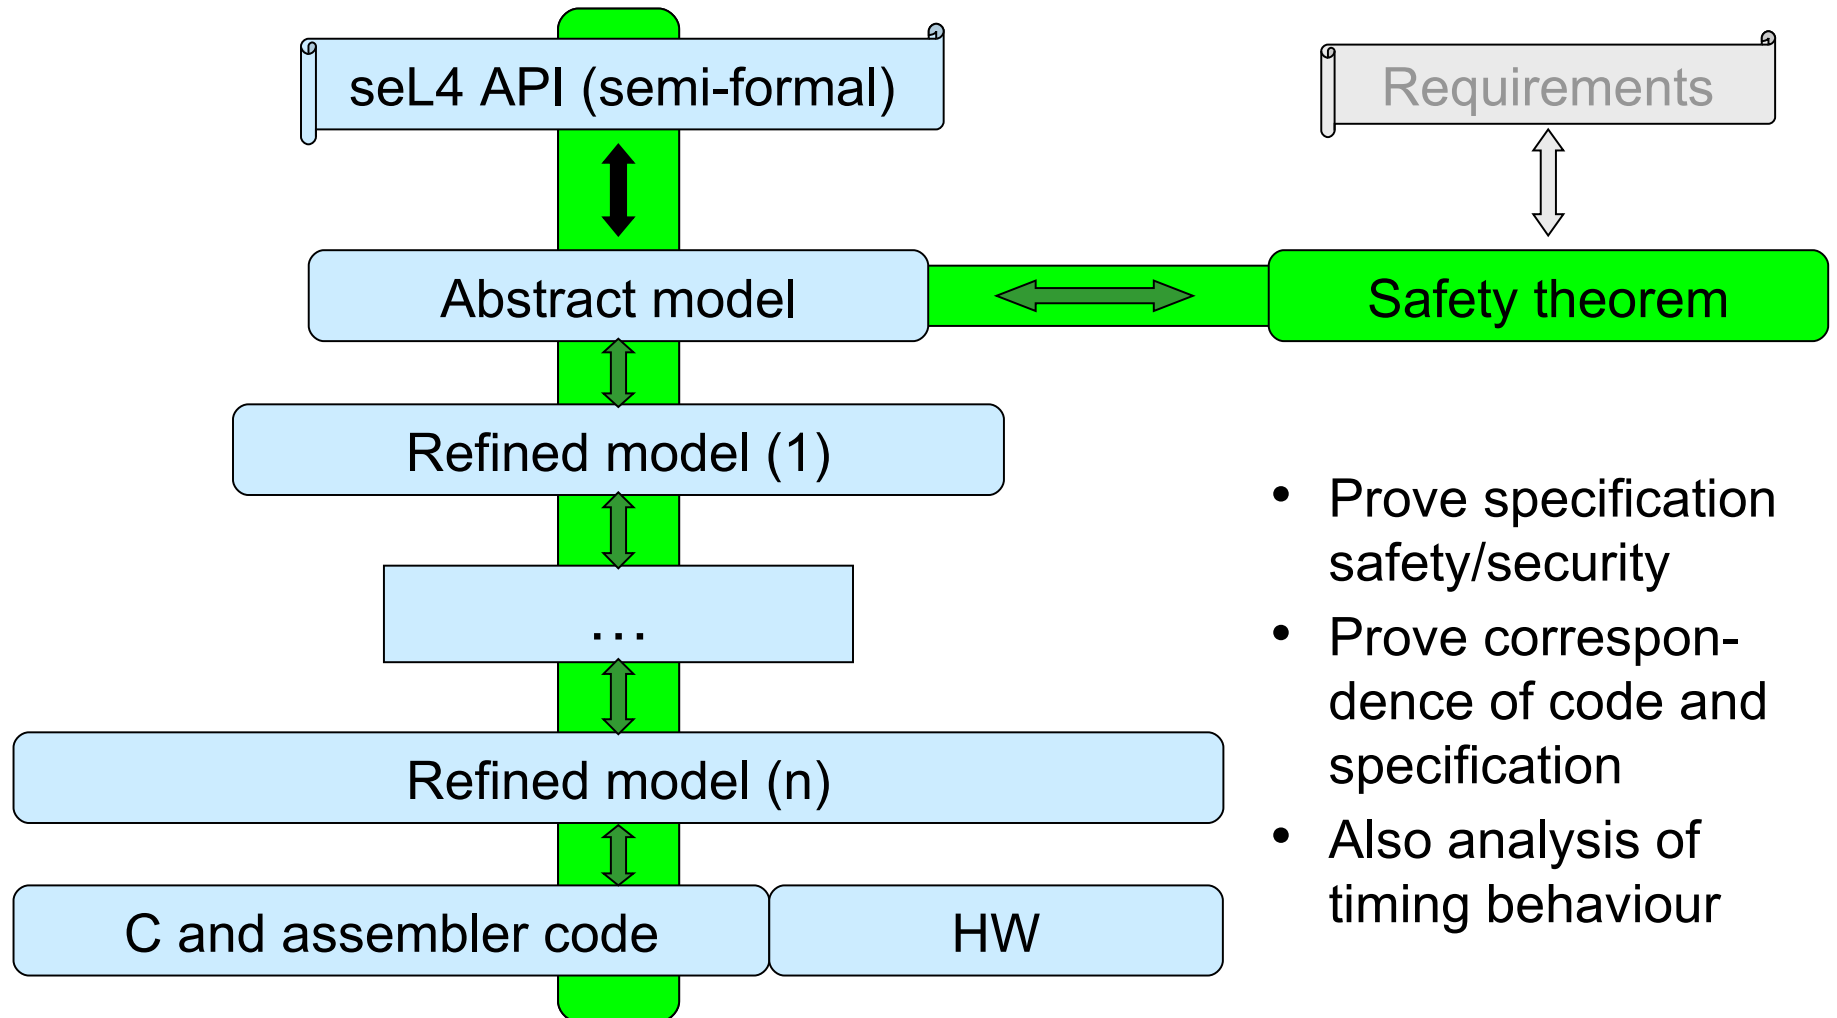 seL4 API (semi-formal)
Requirements
Abstract model
Safety theorem
Refined model (1)
…
Refined model (n)
C and assembler code
HW
• Prove specification
safety/security
• Prove correspon-
dence of code and
specification
• Also analysis of
timing behaviour